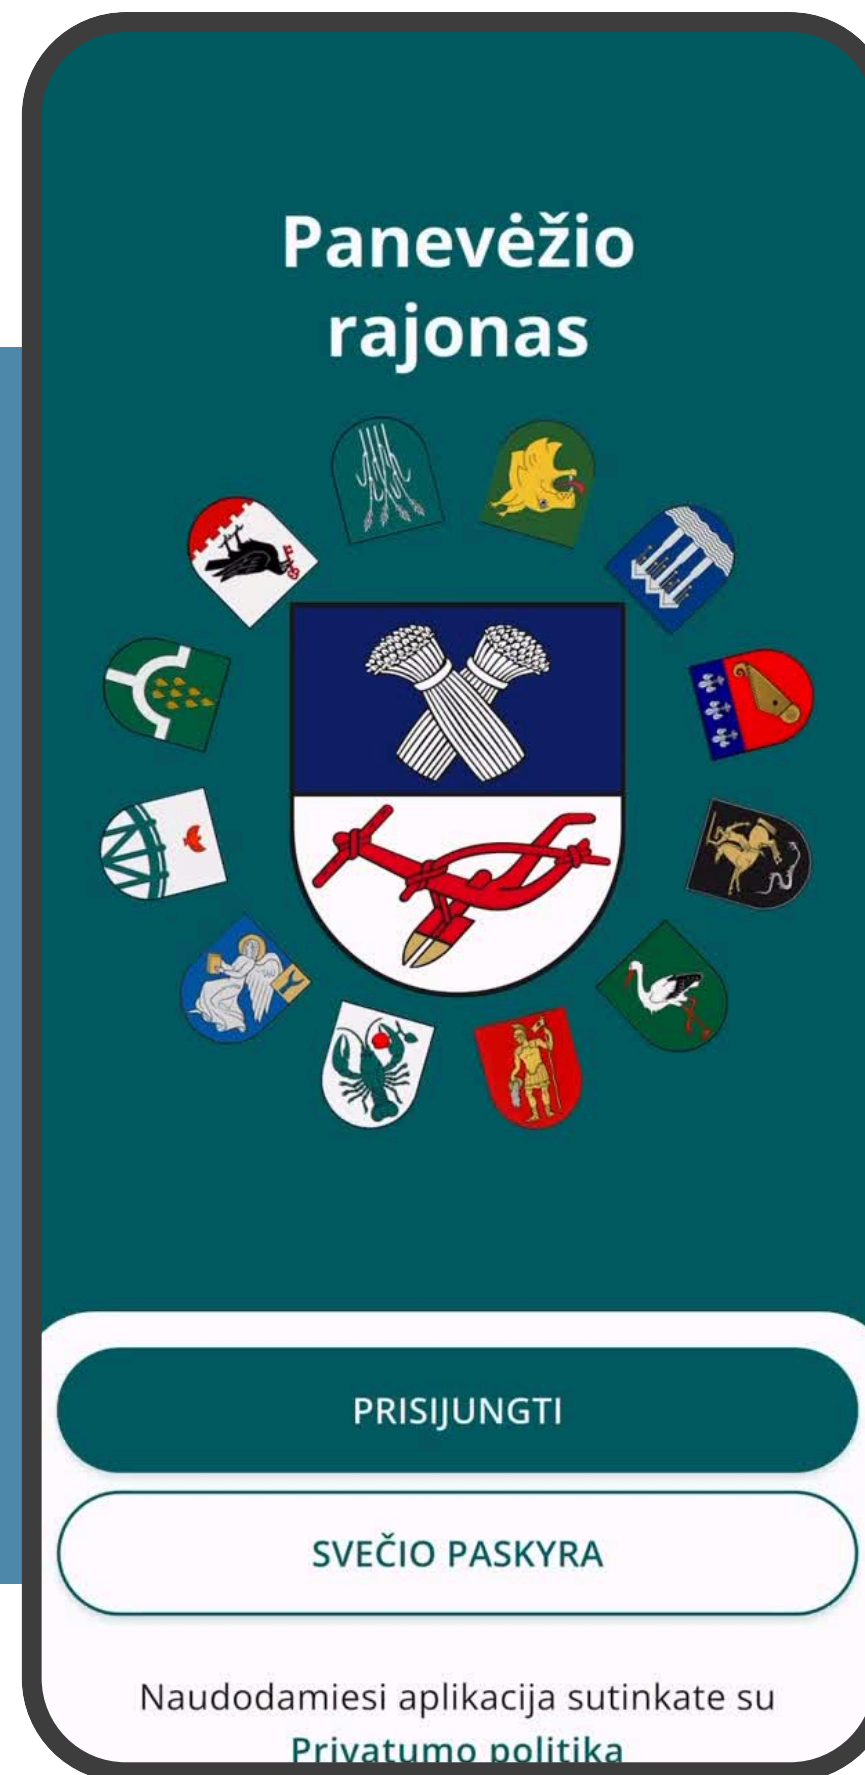 Panevėžio
rajonas
PRISIJUNGTI
SVEČIO PASKYRA
Naudodamiesi aplikacija sutinkate su
Privatumo politika